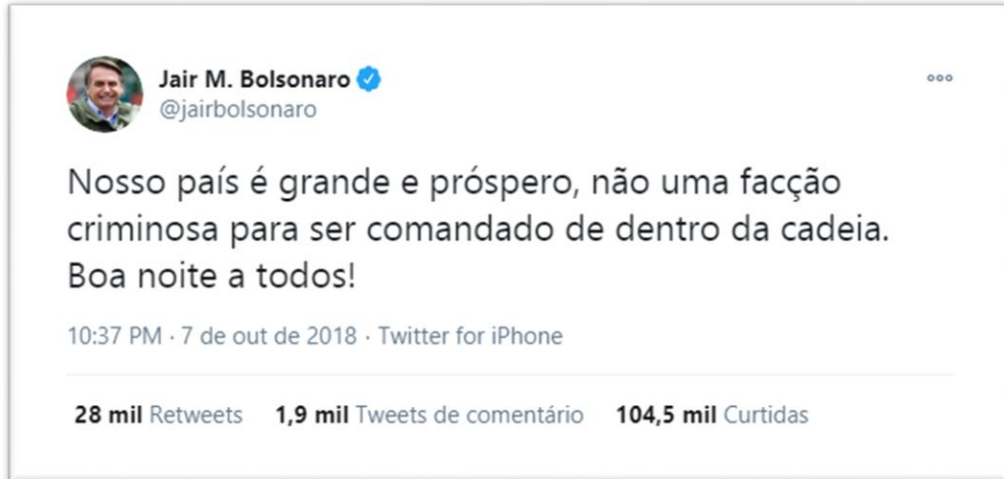 Jair M. Bolsonaro
@jairbolsonaro
Nosso país é grande e próspero, não uma facção
criminosa para ser comandado de dentro da cadeia.
Boa noite a todos!
10:37 PM · 7 de out de 2018 · Twitter for iPhone
28 mil Retweets 1,9 mil Tweets de comentário 104,5 mil Curtidas